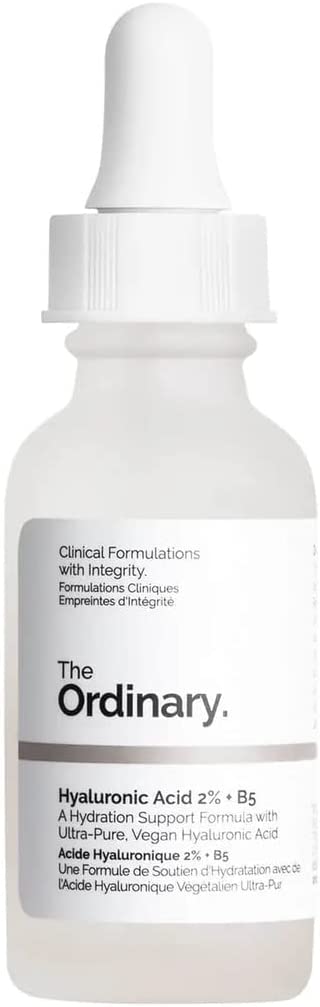 Clinical Formulations
with Integrity.
Formulations Cliniques
Empreintes d'Intégrité
The
Ordinary.
Hyaluronic Acid 2% + B5
A Hydration Support Formula with
Ultra-Pure, Vegan Hyaluronic Acid
Acide Hyaluronique 2% + B5
Une Formule de Soutien d'Hydratation avec de
l'Acide Hyaluronique Végétalien Ultra-Pur